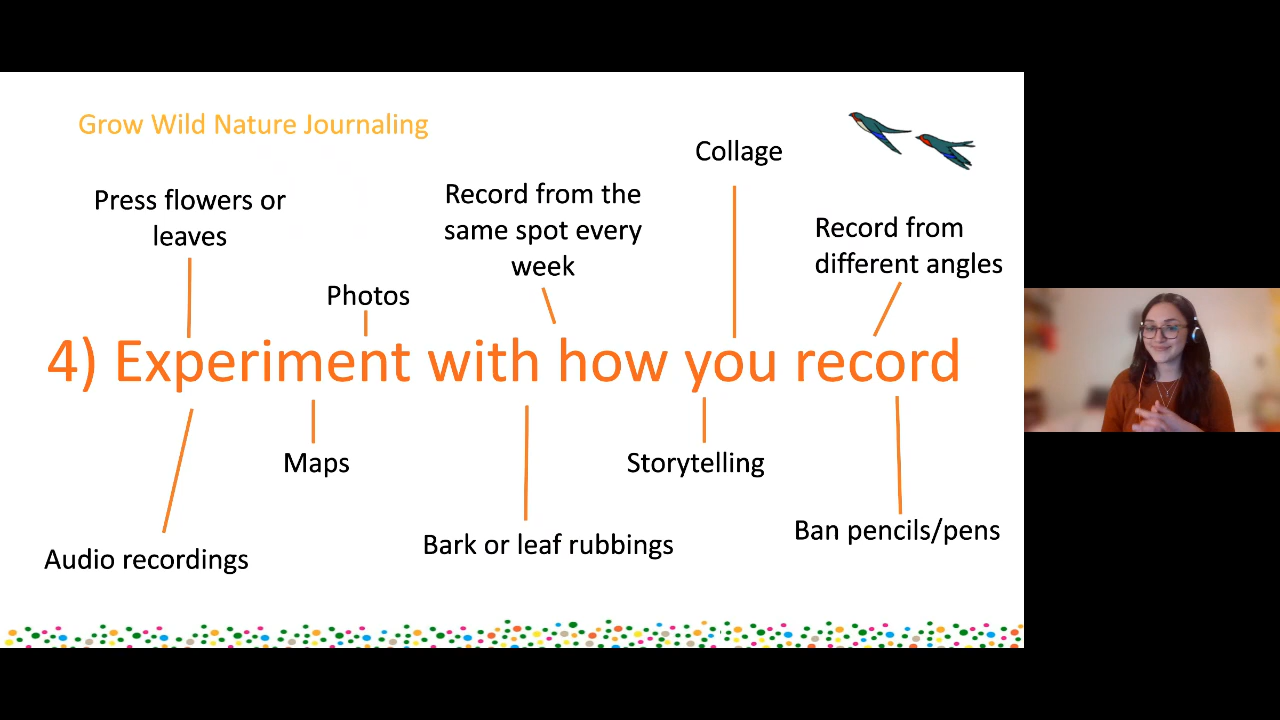 Grow Wild Nature Journaling
Collage
Press flowers or
leaves
Record from the
same spot every
week
Record from
different angles
Photos
4) Experiment with how you record
Maps
Storytelling
Audio recordings
Bark or leaf rubbings
Ban pencils/pens